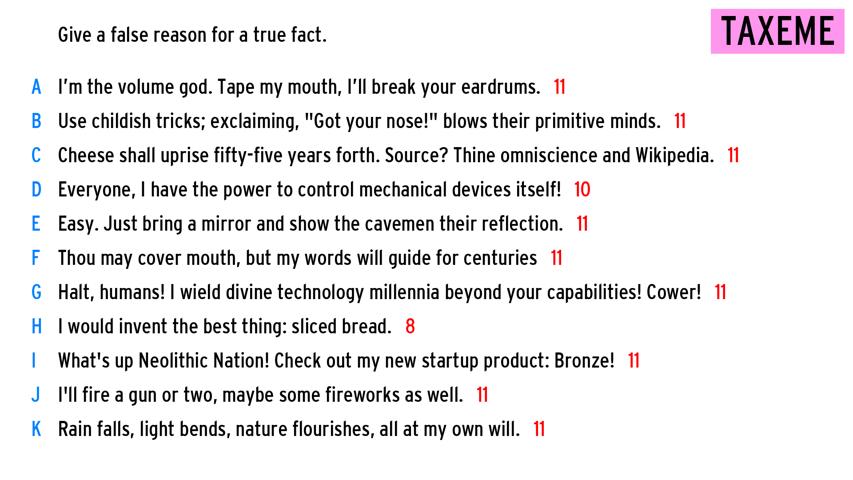 Give a false reason for a true fact.
TAXEME
A I'm the volume god. Tape my mouth, I'll break your eardrums. 11
B Use childish tricks; exclaiming, "Got your nose!" blows their primitive minds. 11
C Cheese shall uprise fifty-five years forth. Source? Thine omniscience and Wikipedia. 11
D Everyone, I have the power to control mechanical devices itself! 10
E Easy. Just bring a mirror and show the cavemen their reflection. 11
F Thou may cover mouth, but my words will guide for centuries 11
G Halt, humans! I wield divine technology millennia beyond your capabilities! Cower! 11
H I would invent the best thing: sliced bread. 8
I What's up Neolithic Nation! Check out my new startup product: Bronze! 11
J I'll fire a gun or two, maybe some fireworks as well. 11
K Rain falls, light bends, nature flourishes, all at my own will. 11